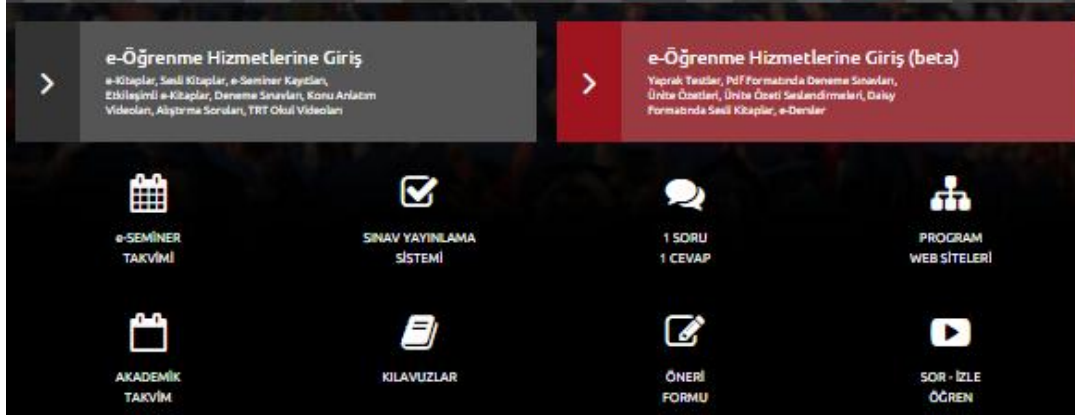 e-Öğrenme Hizmetlerine Giriş
e-Kitaplar, Sesli Kitaplar, e-Seminer Kayıtları,
Etkileşimli e-Kitaplar, Deneme Sınavları, Konu Anlatım
Videoları, Alıştırma Soruları, TRT Okul Videoları
e-Öğrenme Hizmetlerine Giriş (beta)
Yaprak Testler, Pdf Formatında Deneme Sınavları,
Ünite Özetleri, Ünite Özeti Seslendirmeleri, Daisy
Formatında Sesli Kitaplar, e-Dersler
e-SEMİNER
TAKVİMİ
SINAV YAYINLAMA
SİSTEMİ
1 SORU
1 CEVAP
PROGRAM
WEB SİTELERİ
AKADEMİK
TAKVİM
KILAVUZLAR
ÖNERİ
FORMU
SOR - İZLE
ÖĞREN